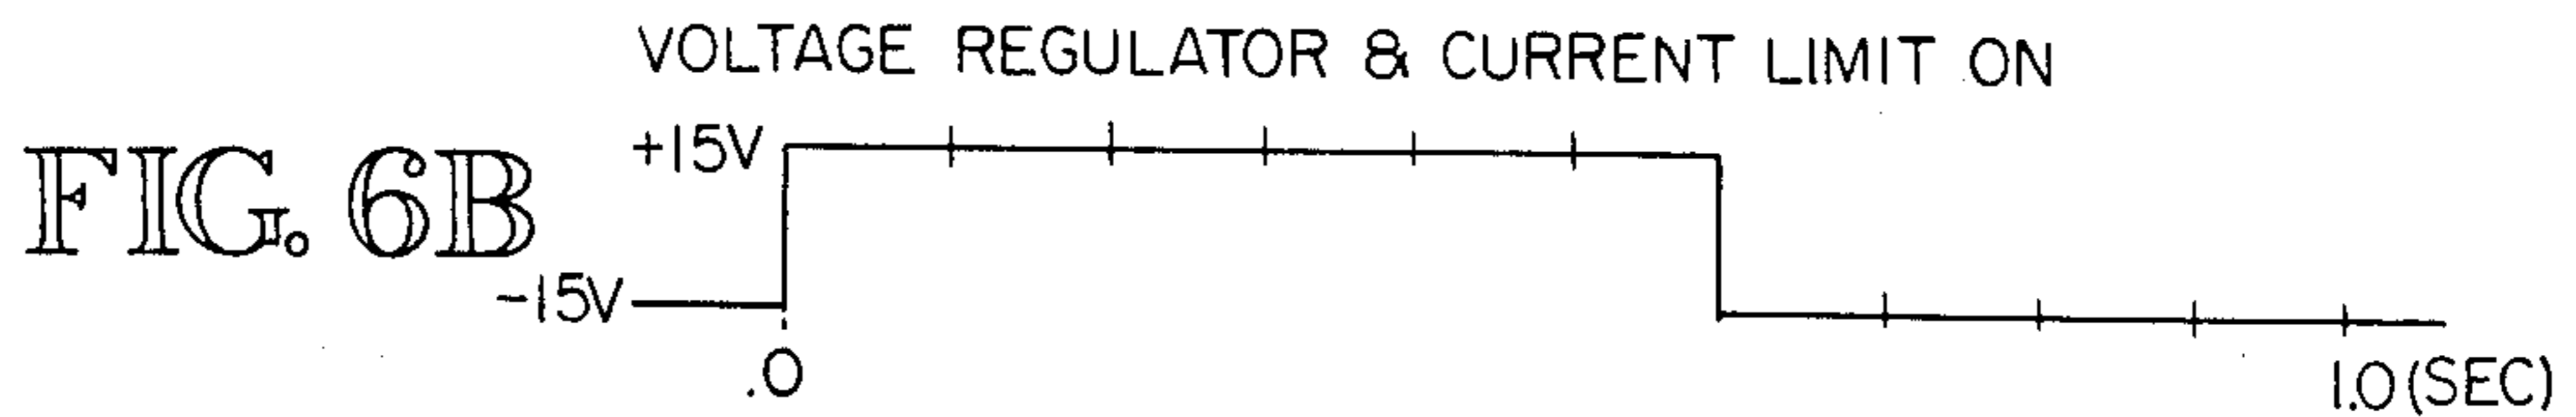 VOLTAGE REGULATOR & CURRENT LIMIT ON
+15V
FIG. 6B
-15V
.0
1.0 (SEC)